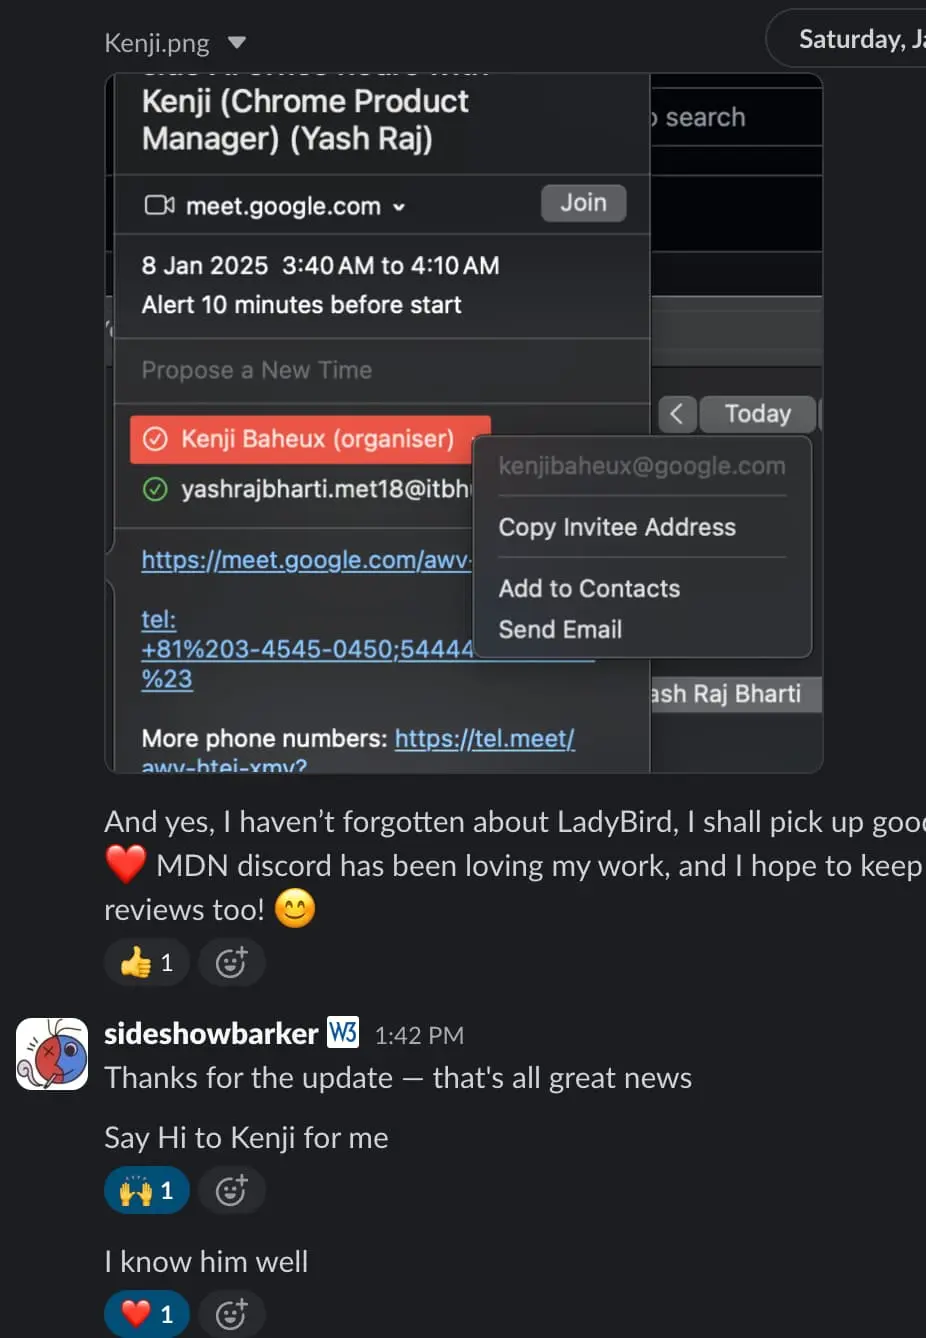 Kenji.png
Saturday,
Kenji (Chrome Product
Manager) (Yash Raj)
search
meet.google.com
Join
8 Jan 2025 3:40 AM to 4:10 AM
Alert 10 minutes before start
Propose a New Time
Today
Kenji Baheux (organiser)
kenjibaheux@google.com
yashrajbharti.met18@itbh
Copy Invitee Address
https://meet.google.com/awv-
Add to Contacts
tel:
Send Email
+81%203-4545-0450;54444
%23
ash Raj Bharti
More phone numbers: https://tel.meet/
awv-htei-xmv?
And yes, I haven’t forgotten about LadyBird, I shall pick up good
❤️ MDN discord has been loving my work, and I hope to keep
reviews too! 😊
👍 1
sideshowbarker W3 1:42 PM
Thanks for the update — that's all great news
Say Hi to Kenji for me
🙌 1
I know him well
❤️ 1